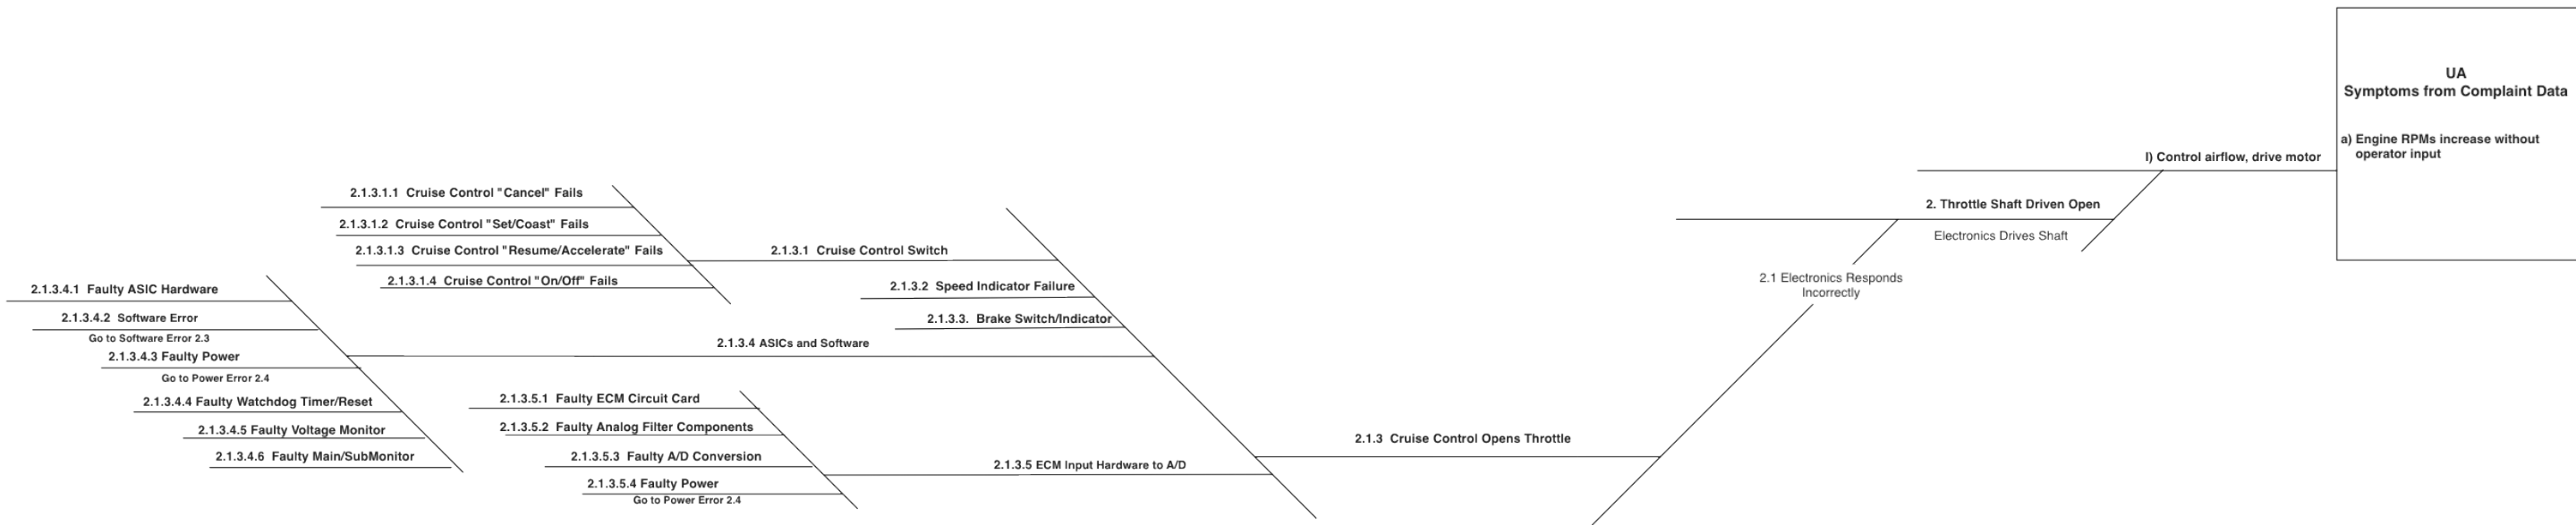 UA
Symptoms from Complaint Data
a) Engine RPMs increase without
operator input
I) Control airflow, drive motor
2. Throttle Shaft Driven Open
Electronics Drives Shaft
2.1 Electronics Responds
Incorrectly
2.1.3 Cruise Control Opens Throttle
2.1.3.1 Cruise Control Switch
2.1.3.1.1 Cruise Control "Cancel" Fails
2.1.3.1.2 Cruise Control "Set/Coast" Fails
2.1.3.1.3 Cruise Control "Resume/Accelerate" Fails
2.1.3.1.4 Cruise Control "On/Off" Fails
2.1.3.2 Speed Indicator Failure
2.1.3.3. Brake Switch/Indicator
2.1.3.4 ASICs and Software
2.1.3.4.1 Faulty ASIC Hardware
2.1.3.4.2 Software Error
Go to Software Error 2.3
2.1.3.4.3 Faulty Power
Go to Power Error 2.4
2.1.3.4.4 Faulty Watchdog Timer/Reset
2.1.3.4.5 Faulty Voltage Monitor
2.1.3.4.6 Faulty Main/SubMonitor
2.1.3.5 ECM Input Hardware to A/D
2.1.3.5.1 Faulty ECM Circuit Card
2.1.3.5.2 Faulty Analog Filter Components
2.1.3.5.3 Faulty A/D Conversion
2.1.3.5.4 Faulty Power
Go to Power Error 2.4